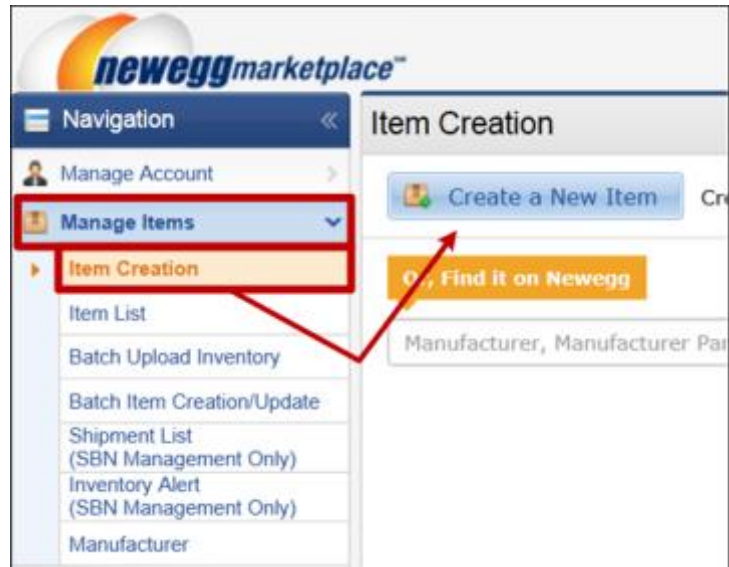 neweggmarketplace™
Navigation
Item Creation
Manage Account
Create a New Item
Manage Items
Item Creation
Find it on Newegg
Item List
Manufacturer, Manufacturer
Batch Upload Inventory
Batch Item Creation/Update
Shipment List
(SBN Management Only)
Inventory Alert
(SBN Management Only)
Manufacturer